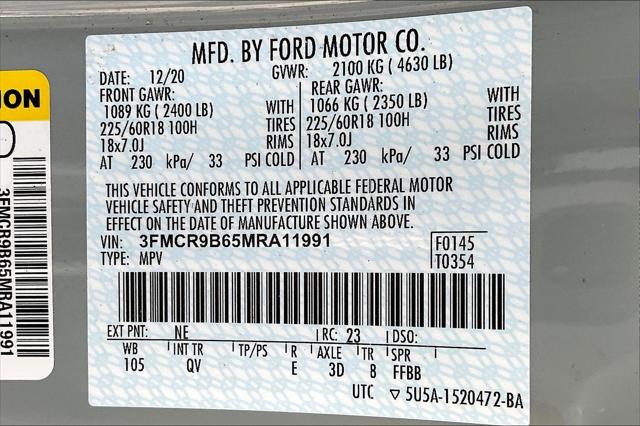 MFD. BY FORD MOTOR CO.
DATE: 12/20 GVWR: 2100 KG ( 4630 LB)
FRONT GAWR: REAR GAWR:
1089 KG ( 2400 LB) WITH 1066 KG ( 2350 LB) WITH
225/60R18 100H TIRES 225/60R18 100H TIRES
18x7.0J RIMS 18x7.0J RIMS
AT 230 kPa/ 33 PSI COLD AT 230 kPa/ 33 PSI COLD
THIS VEHICLE CONFORMS TO ALL APPLICABLE FEDERAL MOTOR
VEHICLE SAFETY AND THEFT PREVENTION STANDARDS IN
EFFECT ON THE DATE OF MANUFACTURE SHOWN ABOVE.
VIN: 3FMCR9B65MRA11991 F0145
TYPE: MPV T0354
EXT PNT: NE RC: 23 DSO:
WB INT TR TP/PS R AXLE TR SPR
105 QV E 3D 8 FFBB
UTC ▽ 5U5A-1520472-BA
ION
3FMCR9B65MRA11991